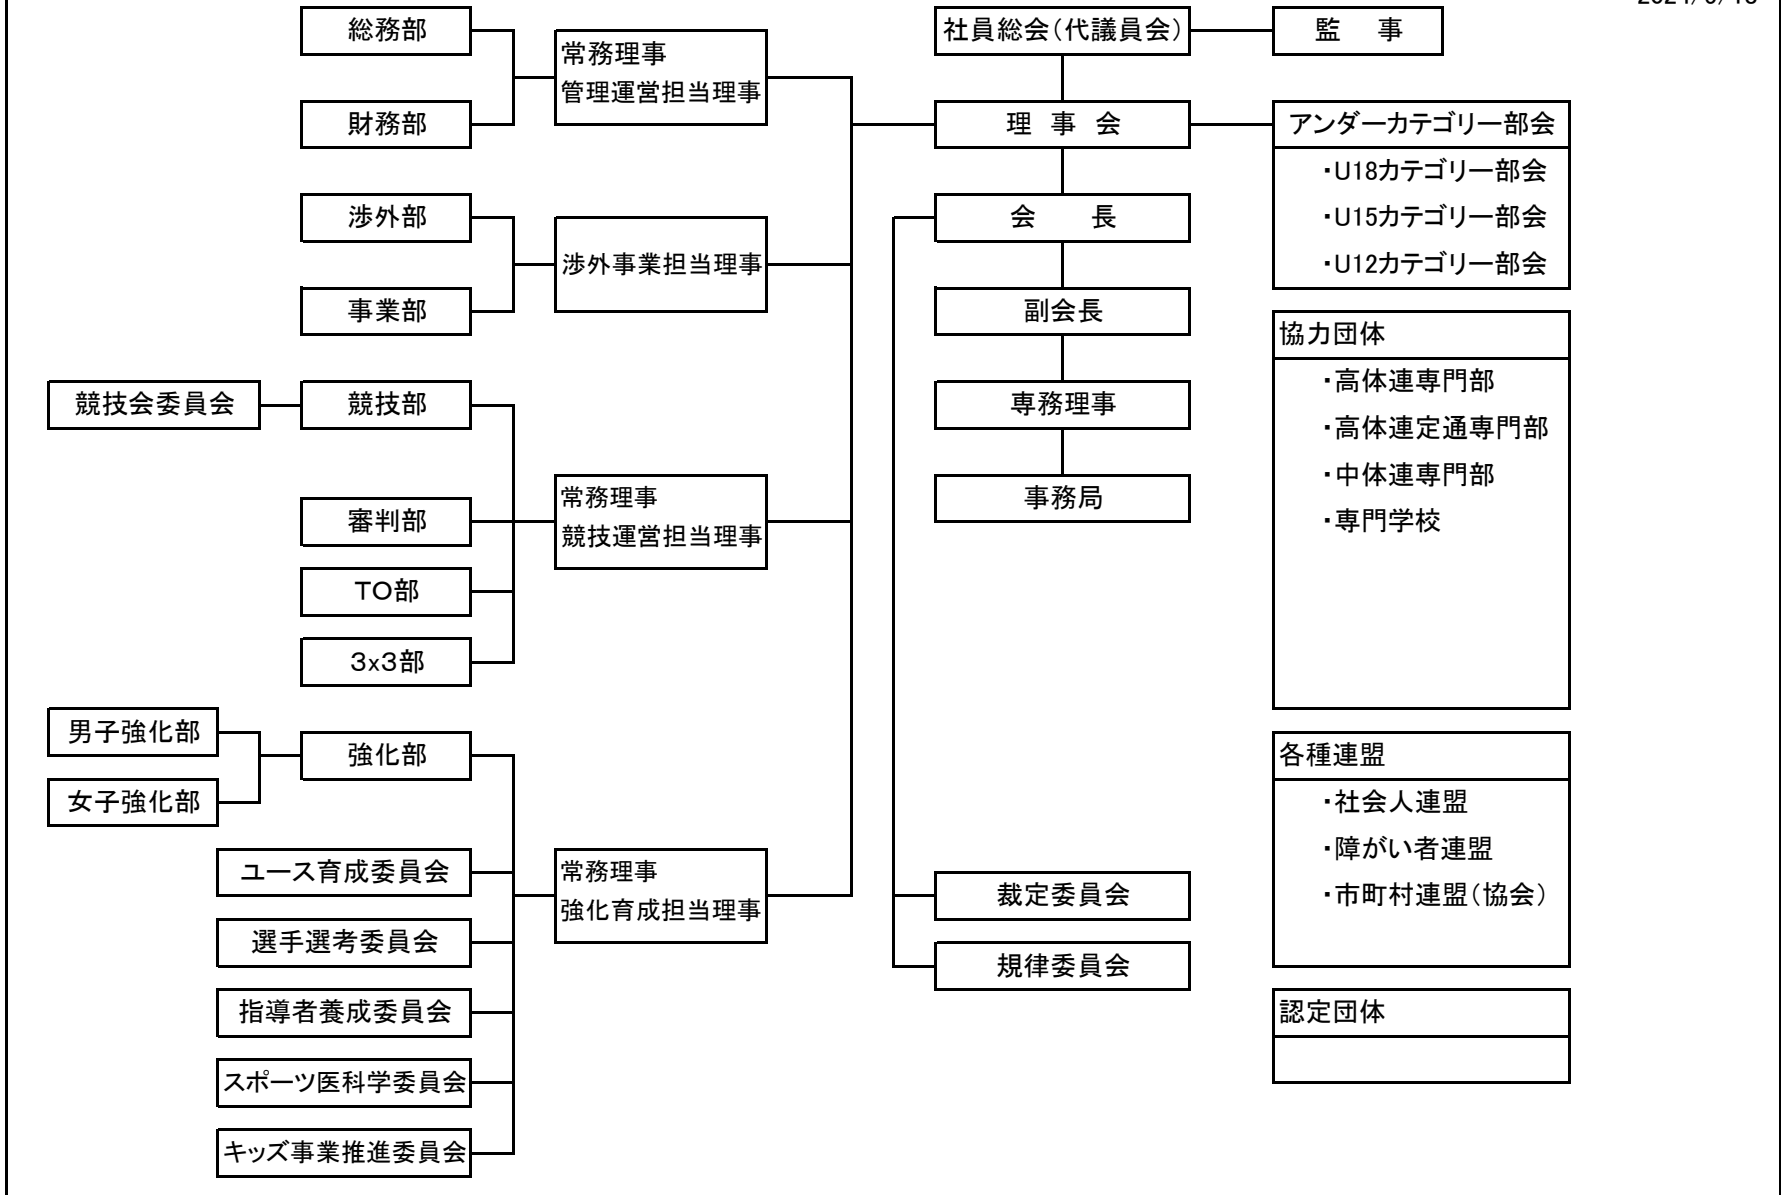 総務部
財務部
常務理事
管理運営担当理事
渉外部
事業部
渉外事業担当理事
競技会委員会
競技部
審判部
TO部
3x3部
常務理事
競技運営担当理事
男子強化部
女子強化部
強化部
ユース育成委員会
選手選考委員会
指導者養成委員会
スポーツ医科学委員会
キッズ事業推進委員会
常務理事
強化育成担当理事
社員総会(代議員会)
監 事
理 事 会
会 長
副会長
専務理事
事務局
裁定委員会
規律委員会
アンダーカテゴリー部会
・U18カテゴリー部会
・U15カテゴリー部会
・U12カテゴリー部会
協力団体
・高体連専門部
・高体連定通専門部
・中体連専門部
・専門学校
各種連盟
・社会人連盟
・障がい者連盟
・市町村連盟(協会)
認定団体